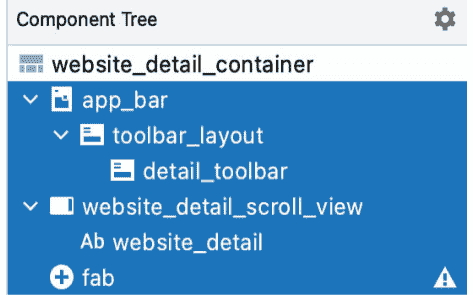 Component Tree
website_detail_container
app_bar
toolbar_layout
detail_toolbar
website_detail_scroll_view
Ab website_detail
fab